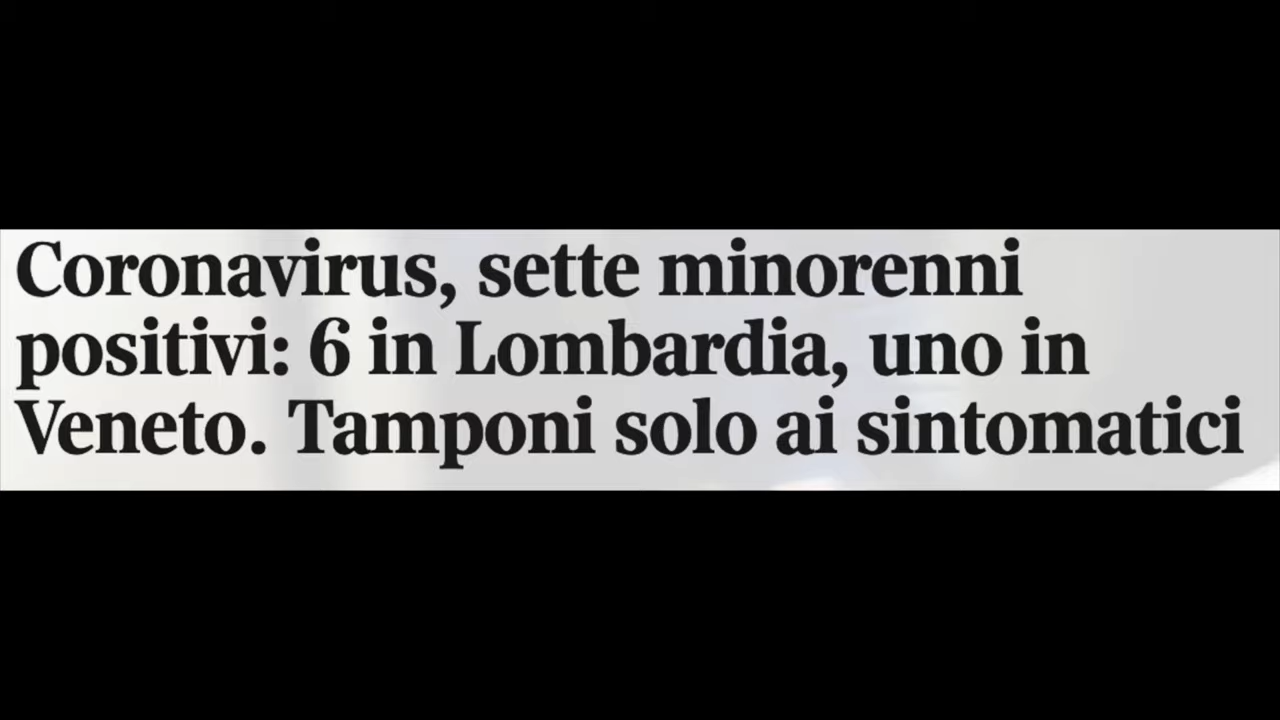 Coronavirus, sette minorenni
positivi: 6 in Lombardia, uno in
Veneto. Tamponi solo ai sintomatici